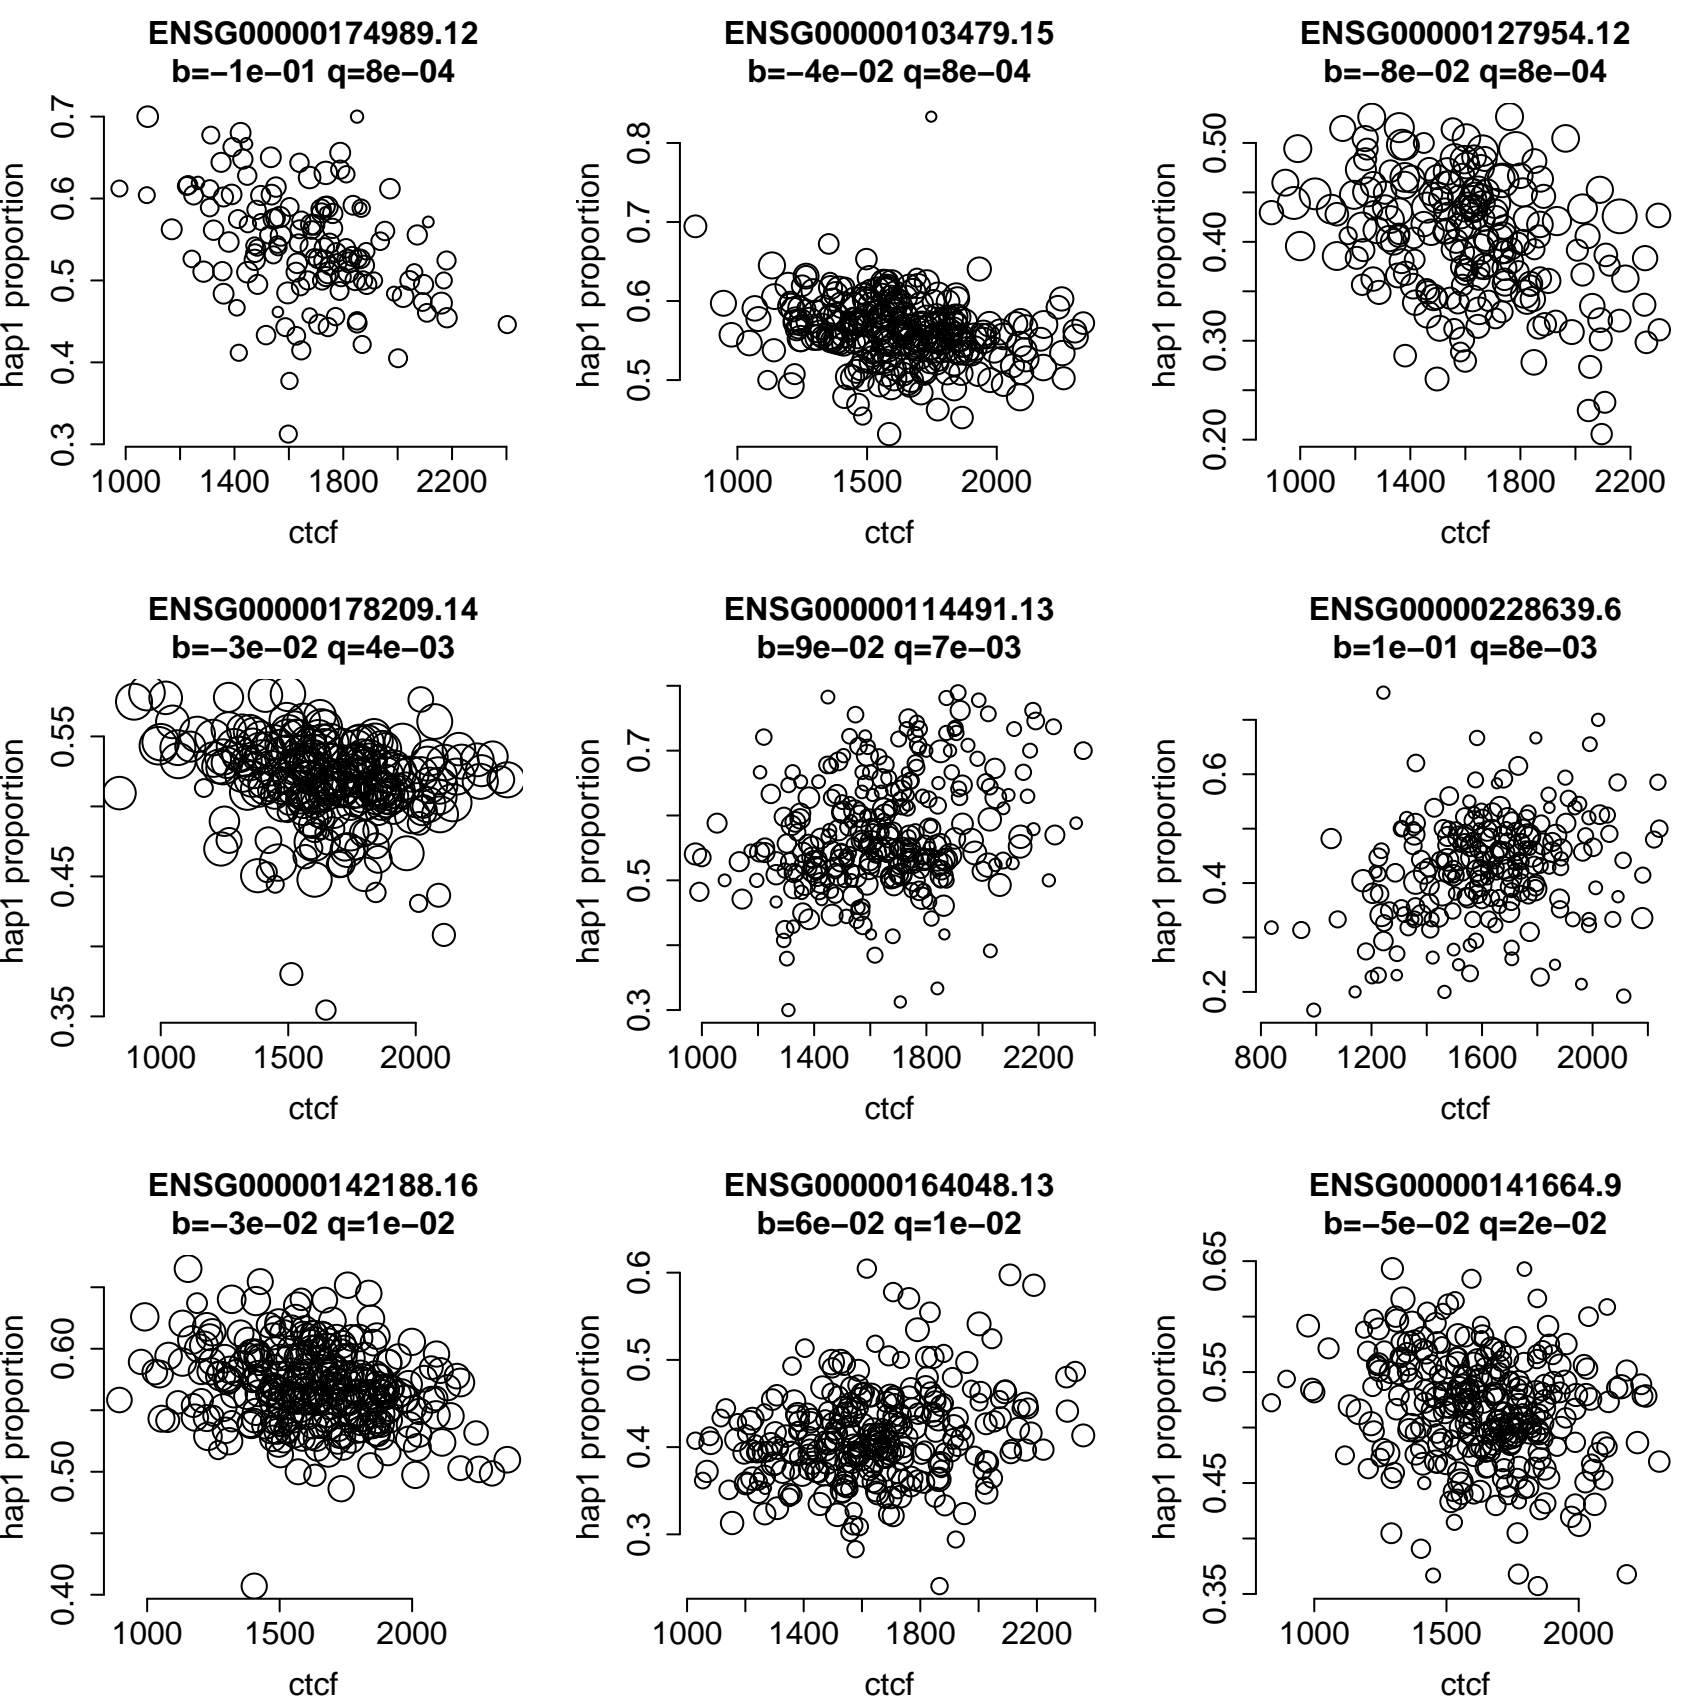 ENSG00000174989.12
b=−1e−01 q=8e−04
hap1 proportion
0.3 0.4 0.5 0.6 0.7
1000 1400 1800 2200
ctcf
ENSG00000103479.15
b=−4e−02 q=8e−04
hap1 proportion
0.5 0.6 0.7 0.8
1000 1500 2000
ctcf
ENSG00000127954.12
b=−8e−02 q=8e−04
hap1 proportion
0.20 0.30 0.40 0.50
1000 1400 1800 2200
ctcf
ENSG00000178209.14
b=−3e−02 q=4e−03
hap1 proportion
0.35 0.45 0.55
1000 1500 2000
ctcf
ENSG00000114491.13
b=9e−02 q=7e−03
hap1 proportion
0.3 0.5 0.7
1000 1400 1800 2200
ctcf
ENSG00000228639.6
b=1e−01 q=8e−03
hap1 proportion
0.2 0.4 0.6
800 1200 1600 2000
ctcf
ENSG00000142188.16
b=−3e−02 q=1e−02
hap1 proportion
0.40 0.50 0.60
1000 1500 2000
ctcf
ENSG00000164048.13
b=6e−02 q=1e−02
hap1 proportion
0.3 0.4 0.5 0.6
1000 1400 1800 2200
ctcf
ENSG00000141664.9
b=−5e−02 q=2e−02
hap1 proportion
0.35 0.45 0.55 0.65
1000 1500 2000
ctcf